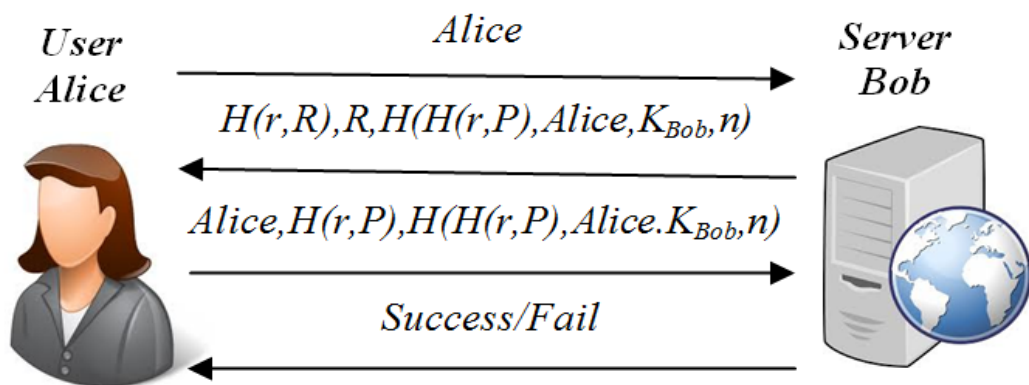 User
Alice
Alice
Server
Bob
H(r,R),R,H(H(r,P),Alice,K_Bob,n)
Alice,H(r,P),H(H(r,P),Alice.K_Bob,n)
Success/Fail